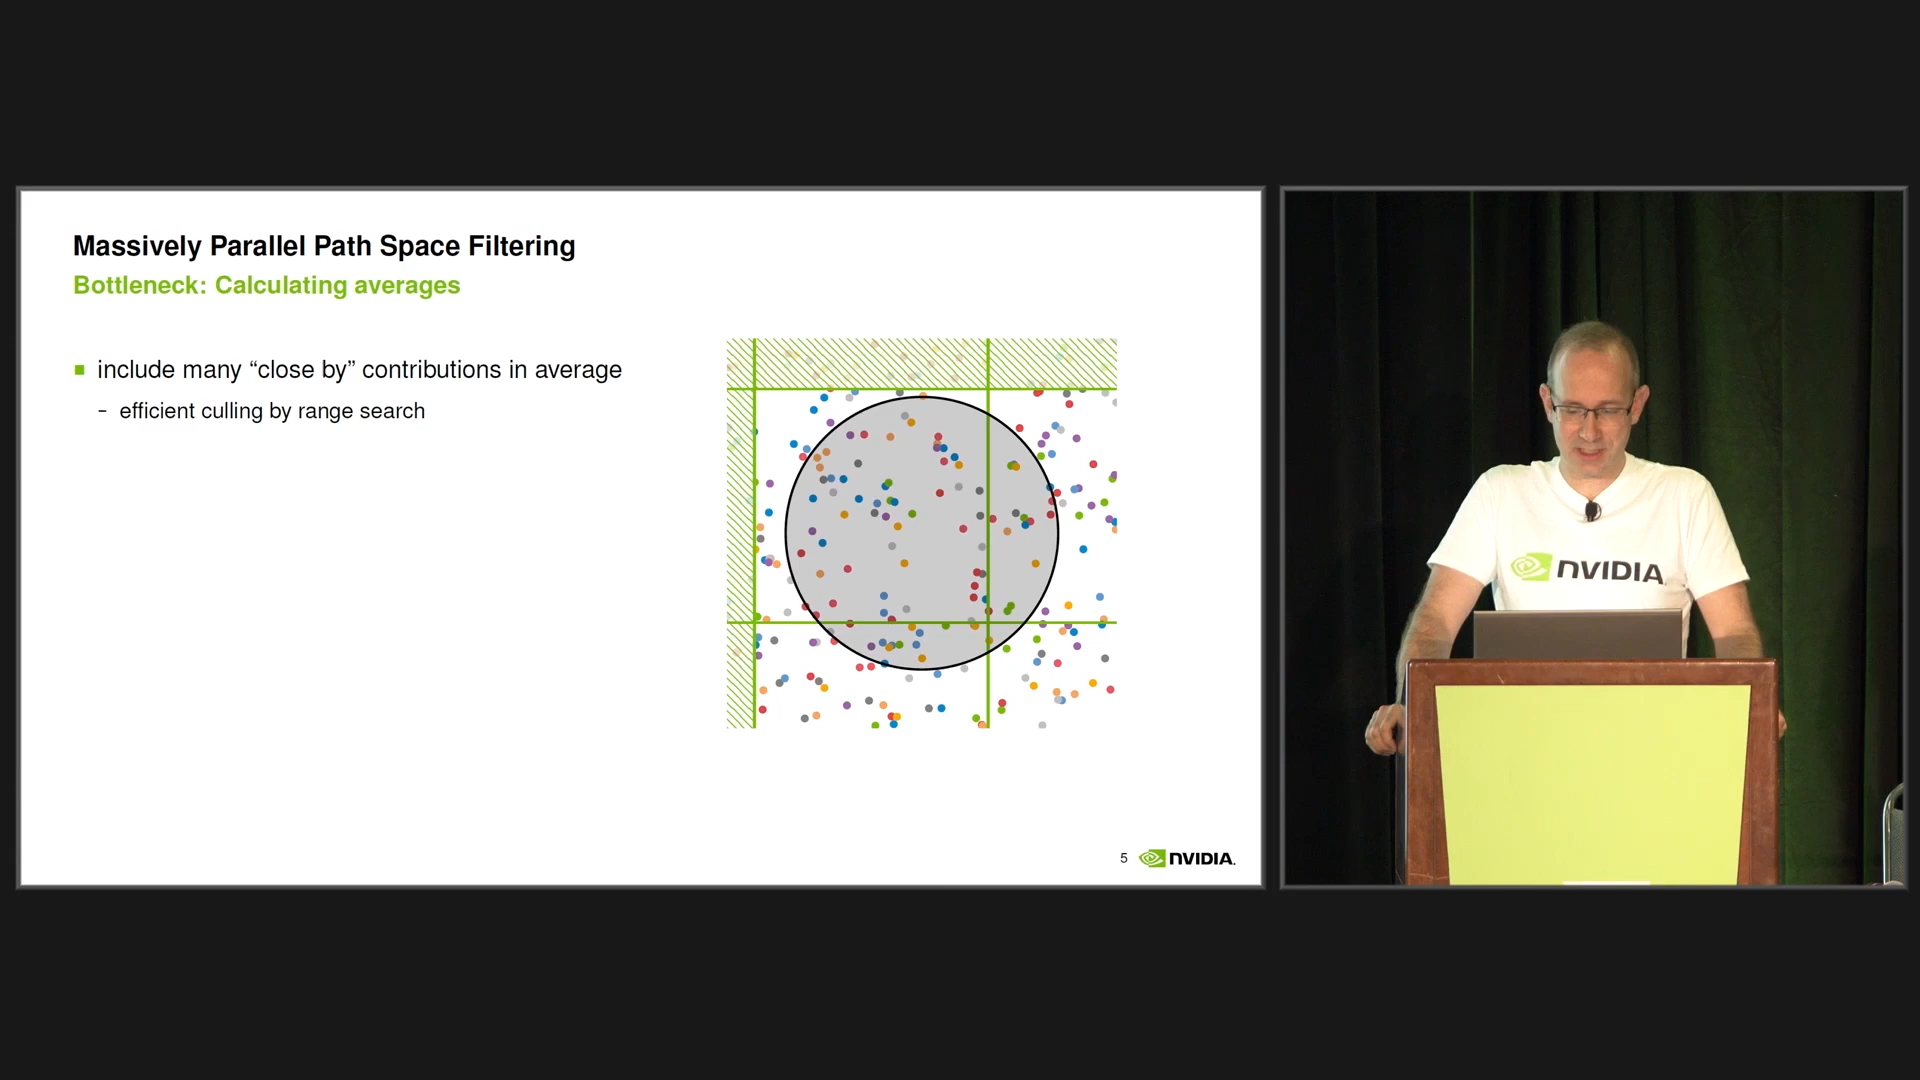 Massively Parallel Path Space Filtering
Bottleneck: Calculating averages
■ include many “close by” contributions in average
- efficient culling by range search
5 NVIDIA.
NVIDIA